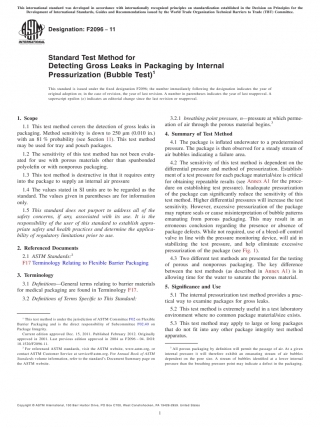 This international standard was developed in accordance with internationally recognized principles on standardization established in the Decision on Principles for the
Development of International Standards, Guides and Recommendations issued by the World Trade Organization Technical Barriers to Trade (TBT) Committee.
Designation: F2096 − 11
INTERNATIONAL
Standard Test Method for
Detecting Gross Leaks in Packaging by Internal
Pressurization (Bubble Test)1
This standard is issued under the fixed designation F2096; the number immediately following the designation indicates the year of
original adoption or, in the case of revision, the year of last revision. A number in parentheses indicates the year of last reapproval. A
superscript epsilon (ε) indicates an editorial change since the last revision or reapproval.
1. Scope
1.1 This test method covers the detection of gross leaks in
packaging. Method sensitivity is down to 250 µm (0.010 in.)
with an 81 % probability (see Section 11). This test method
may be used for tray and pouch packages.
1.2 The sensitivity of this test method has not been evalu-
ated for use with porous materials other than spunbonded
polyolefin or with nonporous packaging.
1.3 This test method is destructive in that it requires entry
into the package to supply an internal air pressure
1.4 The values stated in SI units are to be regarded as the
standard. The values given in parentheses are for information
only.
1.5 This standard does not purport to address all of the
safety concerns, if any, associated with its use. It is the
responsibility of the user of this standard to establish appro-
priate safety and health practices and determine the applica-
bility of regulatory limitations prior to use.
2. Referenced Documents
2.1 ASTM Standards:2
F17 Terminology Relating to Flexible Barrier Packaging
3. Terminology
3.1 Definitions—General terms relating to barrier materials
for medical packaging are found in Terminology F17.
3.2 Definitions of Terms Specific to This Standard:
1 This test method is under the jurisdiction of ASTM Committee F02 on Flexible
Barrier Packaging and is the direct responsibility of Subcommittee F02.40 on
Package Integrity.
Current edition approved Dec. 15, 2011. Published February 2012. Originally
approved in 2001. Last previous edition approved in 2004 as F2096 – 04. DOI:
10.1520/F2096-11.
2 For referenced ASTM standards, visit the ASTM website, www.astm.org, or
contact ASTM Customer Service at service@astm.org. For Annual Book of ASTM
Standards volume information, refer to the standard's Document Summary page on
the ASTM website.
3.2.1 breathing point pressure, n—pressure at which perme-
ation of air through the porous material begins.3
4. Summary of Test Method
4.1 The package is inflated underwater to a predetermined
pressure. The package is then observed for a steady stream of
air bubbles indicating a failure area.
4.2 The sensitivity of this test method is dependent on the
differential pressure and method of pressurization. Establish-
ment of a test pressure for each package material/size is critical
for obtaining repeatable results (see Annex A1 for the proce-
dure on establishing test pressure). Inadequate pressurization
of the package can significantly reduce the sensitivity of this
test method. Higher differential pressures will increase the test
sensitivity. However, excessive pressurization of the package
may rupture seals or cause misinterpretation of bubble patterns
emanating from porous packaging. This may result in an
erroneous conclusion regarding the presence or absence of
package defects. While not required, use of a bleed-off control
valve in line with the pressure monitoring device, will aid in
stabilizing the test pressure, and help eliminate excessive
pressurization of the package (see Fig. 1).
4.3 Two different test methods are presented for the testing
of porous and nonporous packaging. The key difference
between the test methods (as described in Annex A1) is in
allowing time for the water to saturate the porous material.
5. Significance and Use
5.1 The internal pressurization test method provides a prac-
tical way to examine packages for gross leaks.
5.2 This test method is extremely useful in a test laboratory
environment where no common package material/size exists.
5.3 This test method may apply to large or long packages
that do not fit into any other package integrity test method
apparatus.
3 All porous packaging by definition will permit the passage of air. At a given
internal pressure it will therefore exhibit an emanating stream of air bubbles
dependent on the pore size. A stream of bubbles identified at a lower internal
pressure than the breathing point pressure may indicate a defect in the packaging.
Copyright © ASTM International, 100 Barr Harbor Drive, PO Box C700, West Conshohocken, PA 19428-2959. United States
1